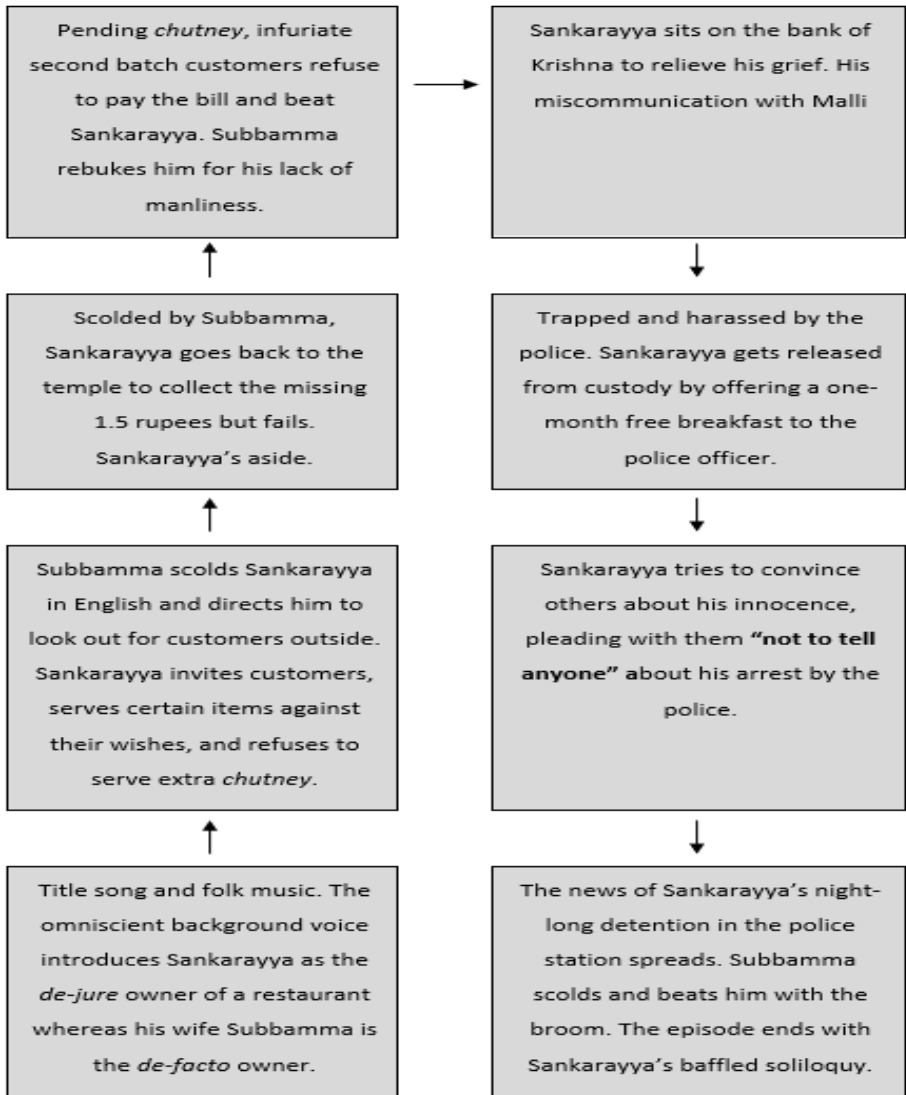 Pending chutney, infuriate
second batch customers refuse
to pay the bill and beat
Sankarayya. Subbamma
rebukes him for his lack of
manliness.
Sankarayya sits on the bank of
Krishna to relieve his grief. His
miscommunication with Malli
Scolded by Subbamma,
Sankarayya goes back to the
temple to collect the missing
1.5 rupees but fails.
Sankarayya’s aside.
Trapped and harassed by the
police. Sankarayya gets released
from custody by offering a one-
month free breakfast to the
police officer.
Subbamma scolds Sankarayya
in English and directs him to
look out for customers outside.
Sankarayya invites customers,
serves certain items against
their wishes, and refuses to
serve extra chutney.
Sankarayya tries to convince
others about his innocence,
pleading with them “not to tell
anyone” about his arrest by the
police.
Title song and folk music. The
omniscient background voice
introduces Sankarayya as the
de-jure owner of a restaurant
whereas his wife Subbamma is
the de-facto owner.
The news of Sankarayya’s night-
long detention in the police
station spreads. Subbamma
scolds and beats him with the
broom. The episode ends with
Sankarayya’s baffled soliloquy.